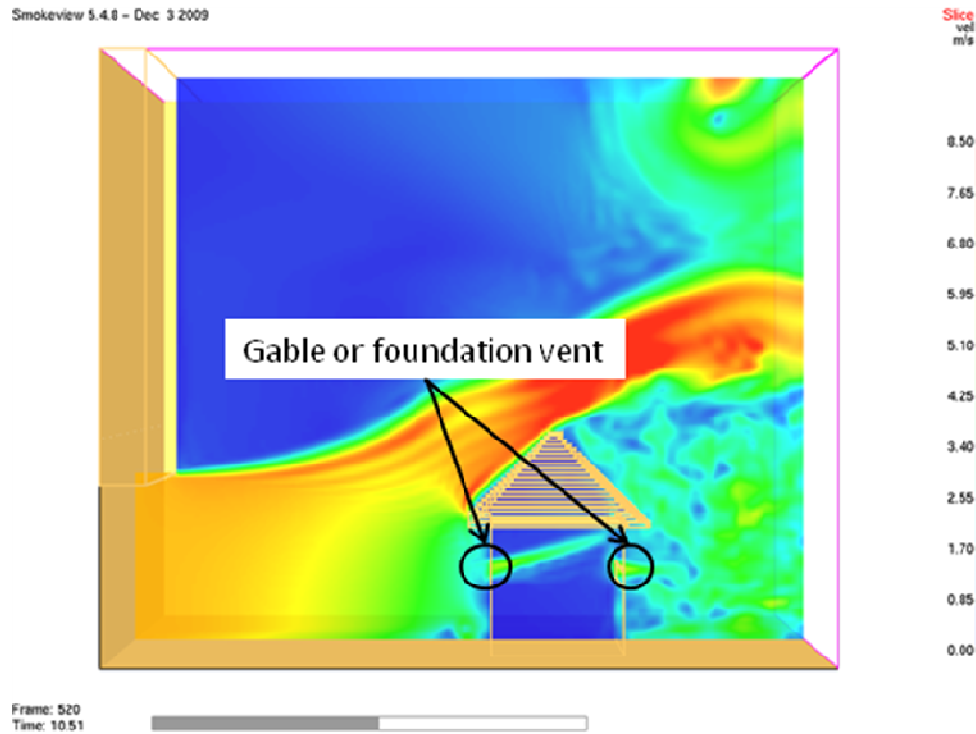 Smokeview 5.4.8 - Dec 3 2009
Slice
vel
m/s
8.50
7.65
6.80
5.95
5.10
4.25
3.40
2.55
1.70
0.85
0.00
Gable or foundation vent
Frame: 520
Time: 10.51